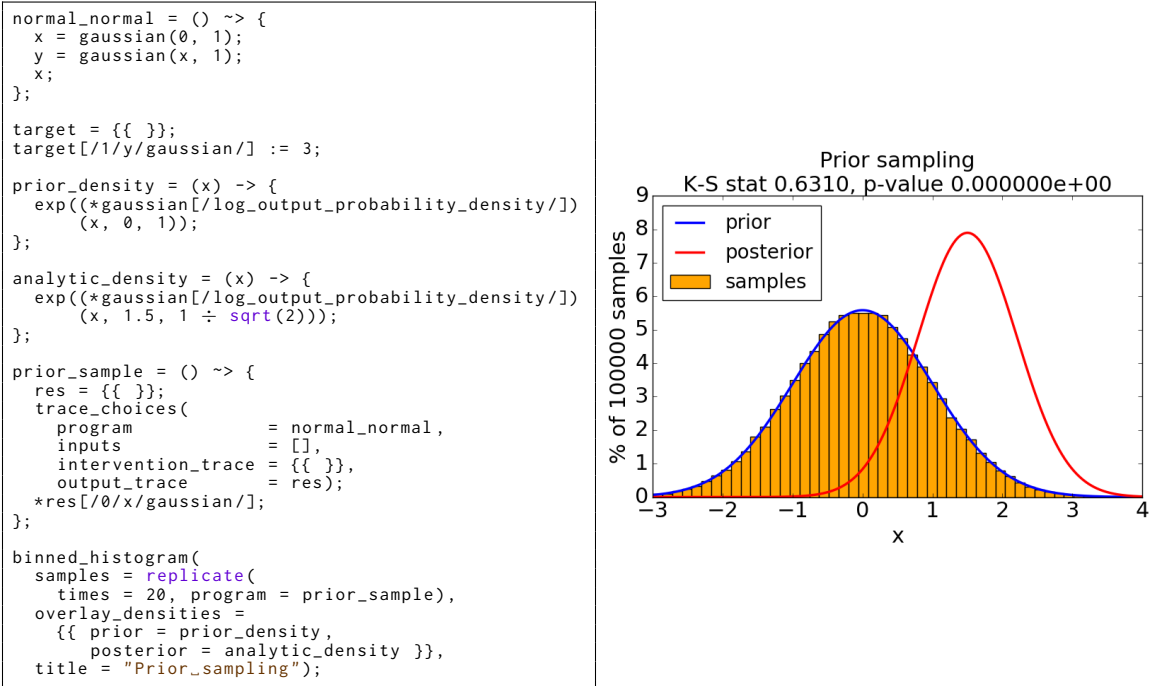 normal_normal = () ~> {
  x = gaussian(0, 1);
  y = gaussian(x, 1);
  x;
};

target = {{ }};
target[/1/y/gaussian/] := 3;

prior_density = (x) -> {
  exp((*gaussian[/log_output_probability_density/])
      (x, 0, 1));
};

analytic_density = (x) -> {
  exp((*gaussian[/log_output_probability_density/])
      (x, 1.5, 1 ÷ sqrt(2)));
};

prior_sample = () ~> {
  res = {{ }};
  trace_choices(
    program            = normal_normal,
    inputs             = [],
    intervention_trace = {{ }},
    output_trace       = res);
  *res[/0/x/gaussian/];
};

binned_histogram(
  samples = replicate(
    times = 20, program = prior_sample),
  overlay_densities =
    {{ prior = prior_density,
       posterior = analytic_density }},
  title = "Prior␣sampling");
Prior sampling
K-S stat 0.6310, p-value 0.000000e+00
prior
posterior
samples
% of 100000 samples
9
8
7
6
5
4
3
2
1
0
−3 −2 −1 0 1 2 3 4
x